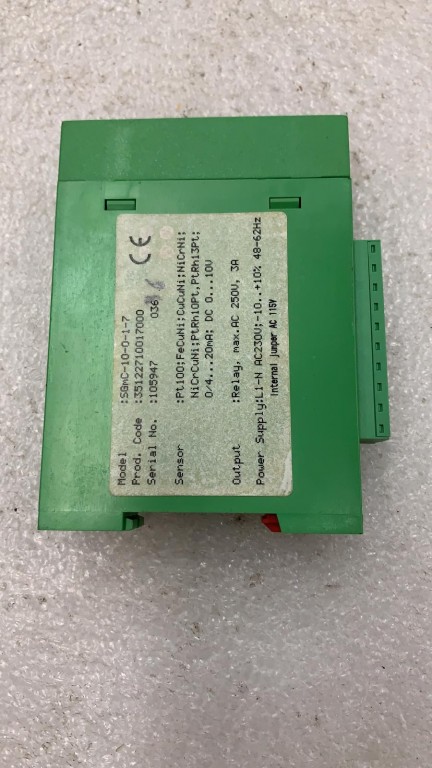 CE
Model :SGmC-10-0-1-7
Prod. Code :35122710017000
Serial No. :105947 036
Sensor :Pt100;FeCuNi;CuCuNi;NiCrNi;
NiCrCuNi;PtRh10Pt,PtRh13Pt;
0/4...20mA; DC 0....10V
Output :Relay, max.AC 250V, 3A
Power Supply:L1-N AC230V;-10..+10% 48-62Hz
Internal jumper AC 115V